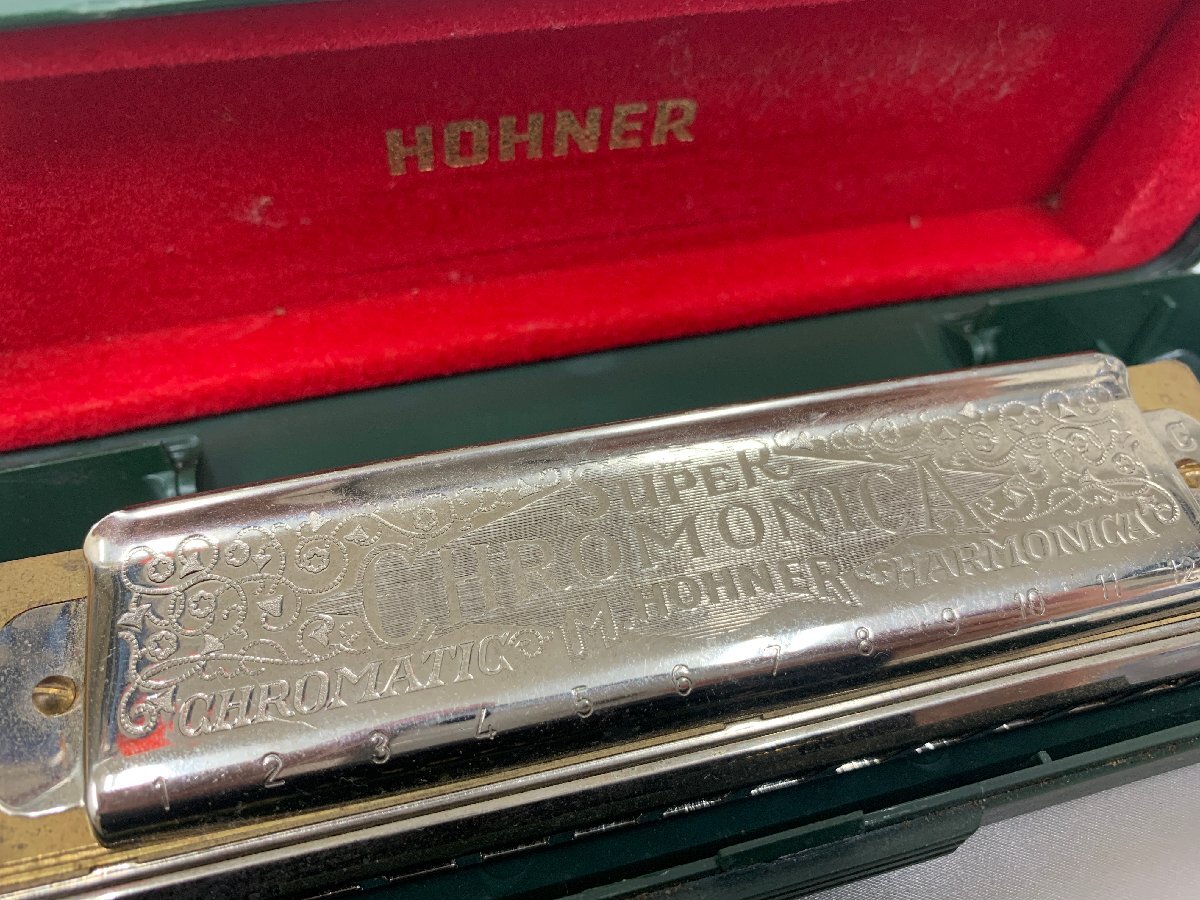 HOHNER
SUPER
CHROMONICA
CHROMATIC M. HOHNER HARMONICA
1 2 3 4 5 6 7 8 9 10 11 12